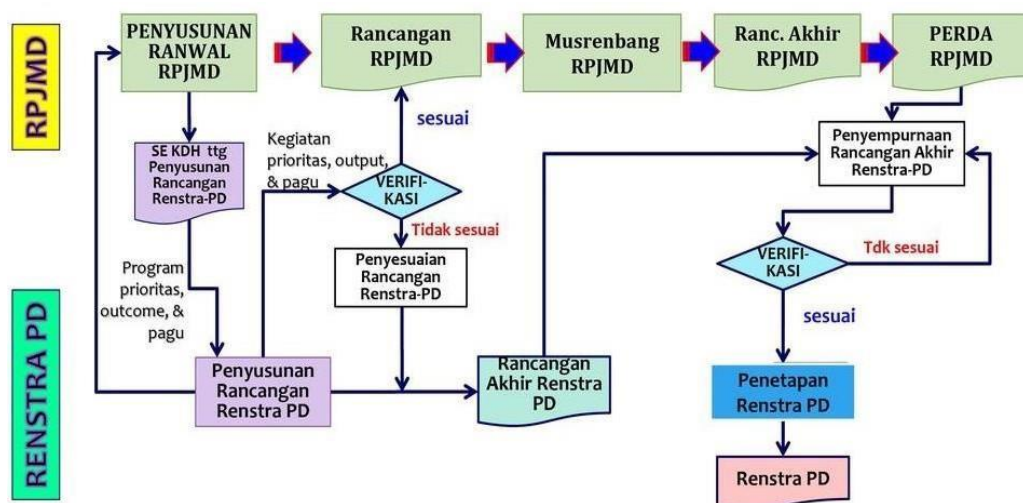 RPJMD
PENYUSUNAN
RANWAL
RPJMD
Rancangan
RPJMD
Musrenbang
RPJMD
Ranc. Akhir
RPJMD
PERDA
RPJMD
SE KDH ttg
Penyusunan
Rancangan
Renstra-PD
Kegiatan
prioritas, output,
& pagu
sesuai
VERIFI-
KASI
Tidak sesuai
Penyesuaian
Rancangan
Renstra-PD
Penyempurnaan
Rancangan Akhir
Renstra-PD
VERIFI-
KASI
Tdk sesuai
sesuai
RENSTRA PD
Program
prioritas,
outcome, &
pagu
Penyusunan
Rancangan
Renstra PD
Rancangan
Akhir Renstra
PD
Penetapan
Renstra PD
Renstra PD